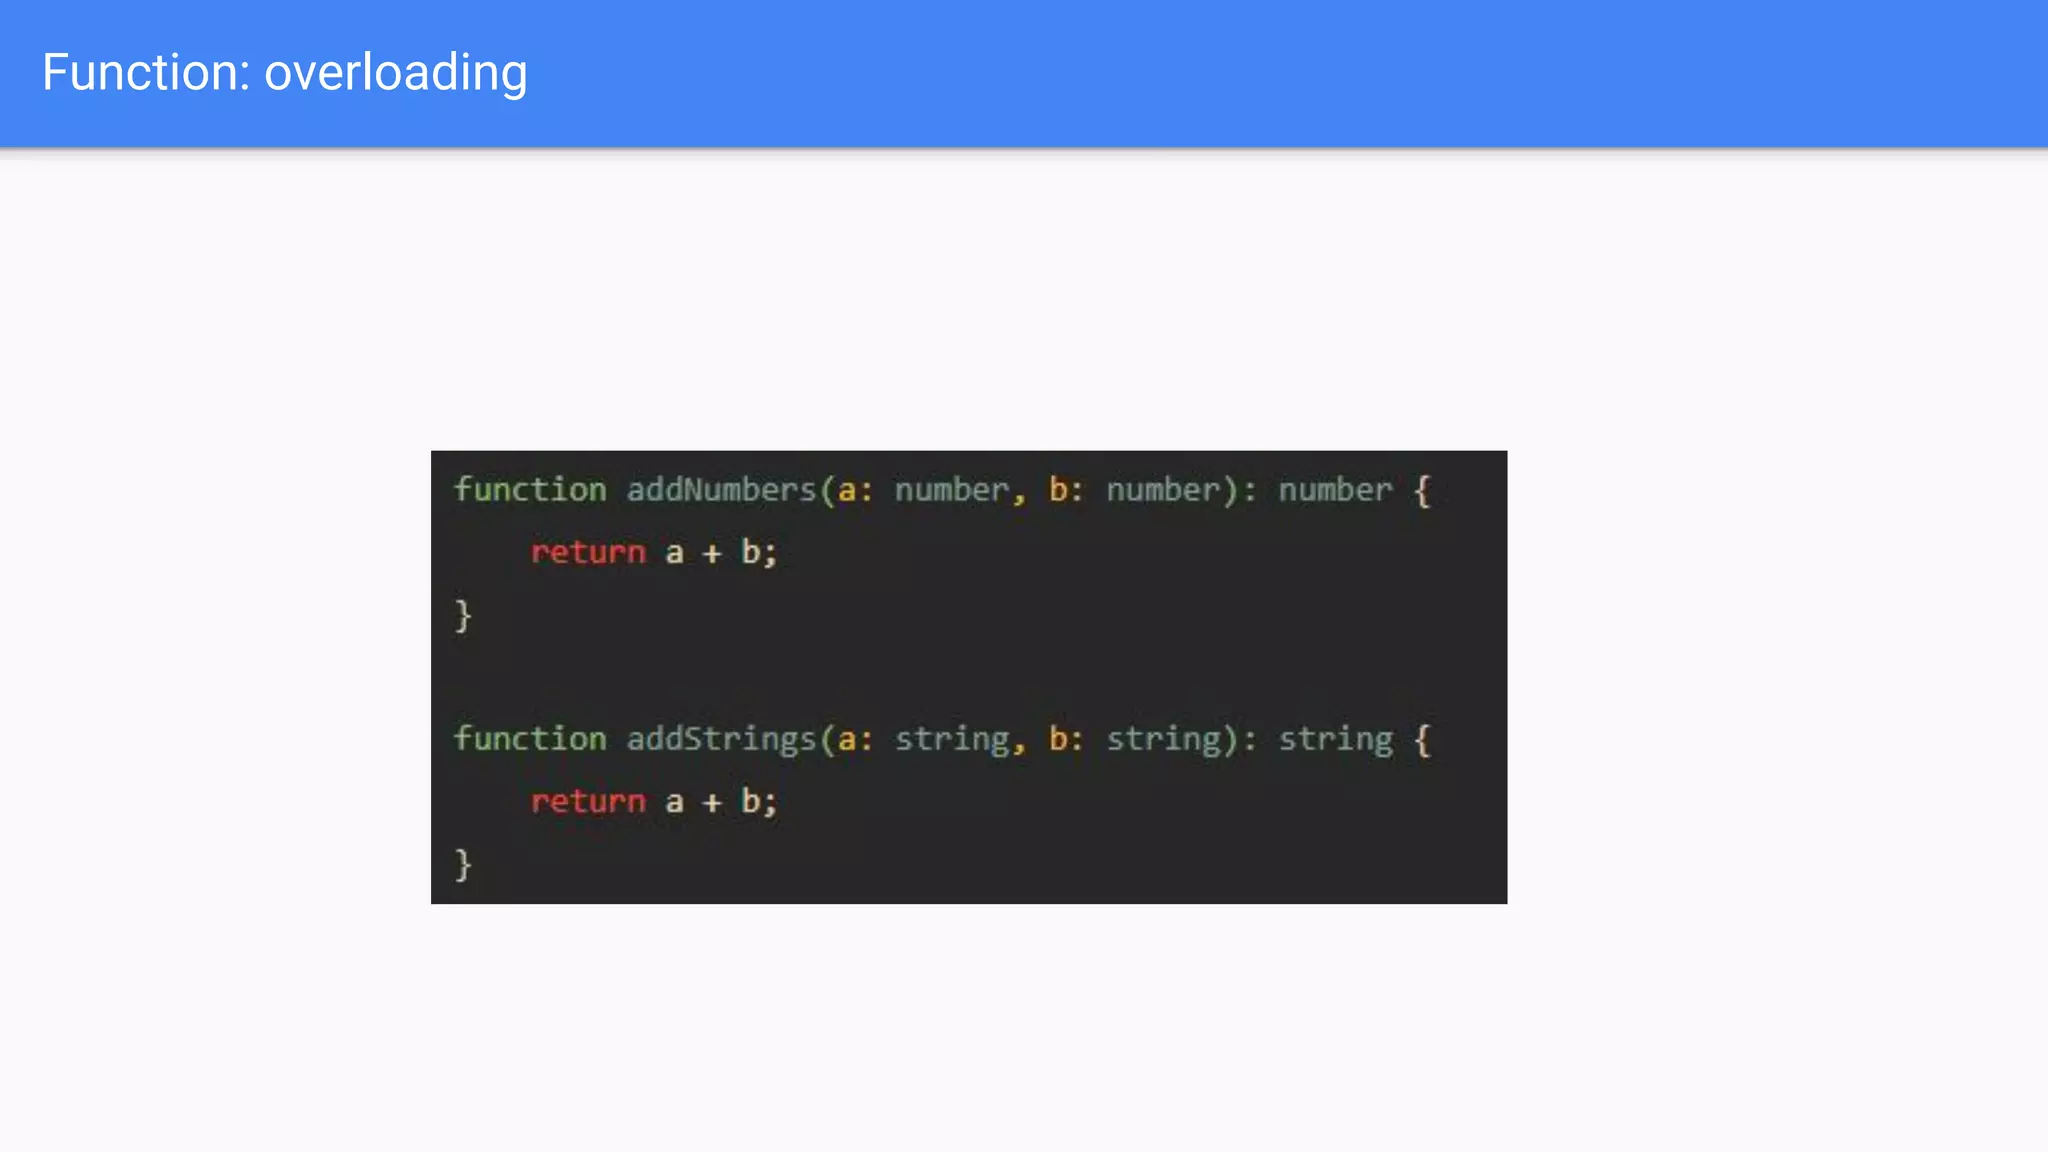 Function: overloading
function addNumbers(a: number, b: number): number {
    return a + b;
}
function addStrings(a: string, b: string): string {
    return a + b;
}